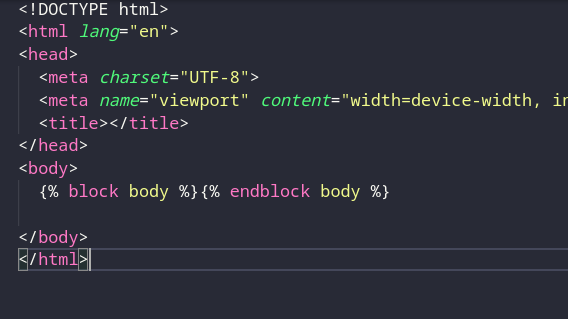 <!DOCTYPE html>
<html lang="en">
<head>
<meta charset="UTF-8">
<meta name="viewport" content="width=device-width, in
<title></title>
</head>
<body>
{% block body %}{% endblock body %}
</body>
</html>